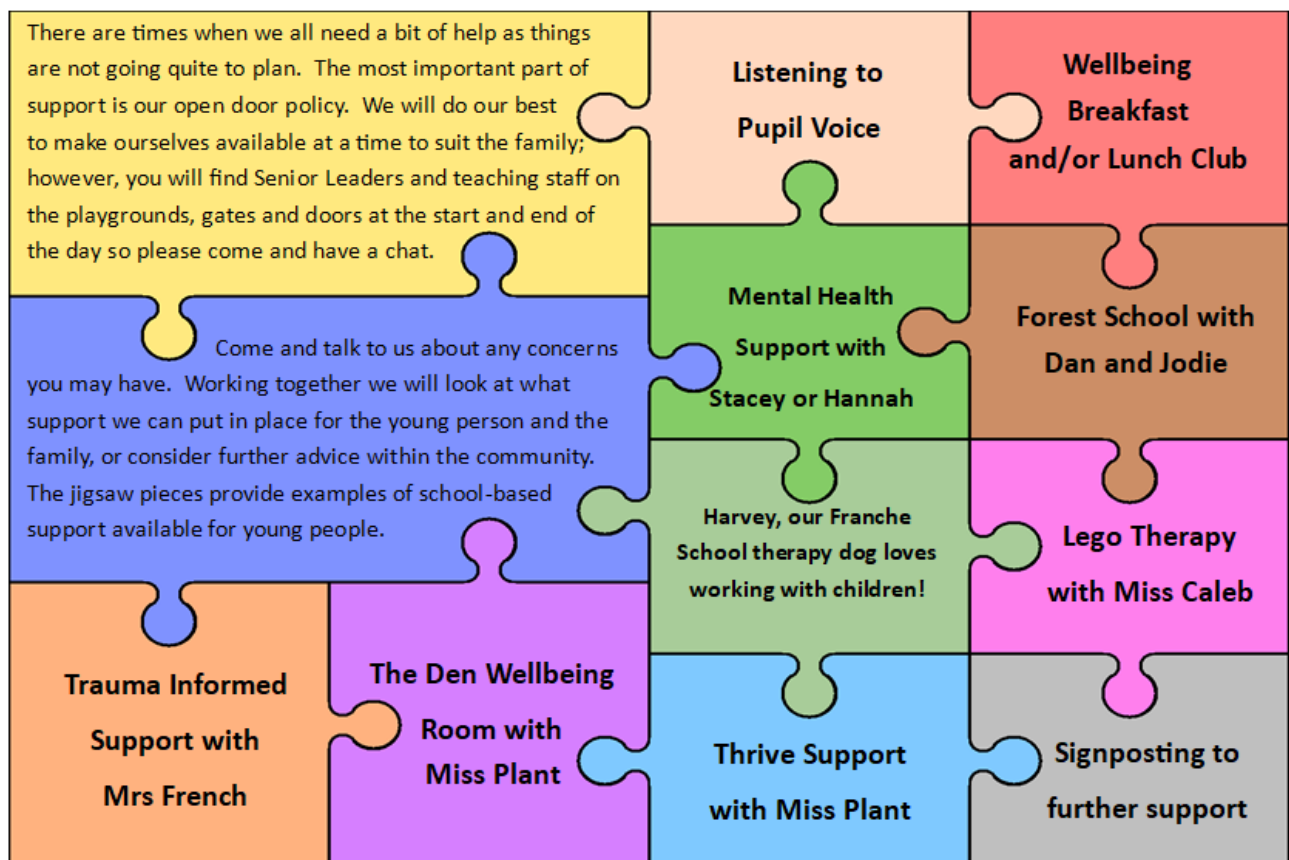 There are times when we all need a bit of help as things
are not going quite to plan.  The most important part of
support is our open door policy.  We will do our best
to make ourselves available at a time to suit the family;
however, you will find Senior Leaders and teaching staff on
the playgrounds, gates and doors at the start and end of
the day so please come and have a chat.
Listening to
Pupil Voice
Wellbeing
Breakfast
and/or Lunch Club
Come and talk to us about any concerns
you may have.  Working together we will look at what
support we can put in place for the young person and the
family, or consider further advice within the community.
The jigsaw pieces provide examples of school-based
support available for young people.
Mental Health
Support with
Stacey or Hannah
Forest School with
Dan and Jodie
Harvey, our Franche
School therapy dog loves
working with children!
Lego Therapy
with Miss Caleb
Trauma Informed
Support with
Mrs French
The Den Wellbeing
Room with
Miss Plant
Thrive Support
with Miss Plant
Signposting to
further support